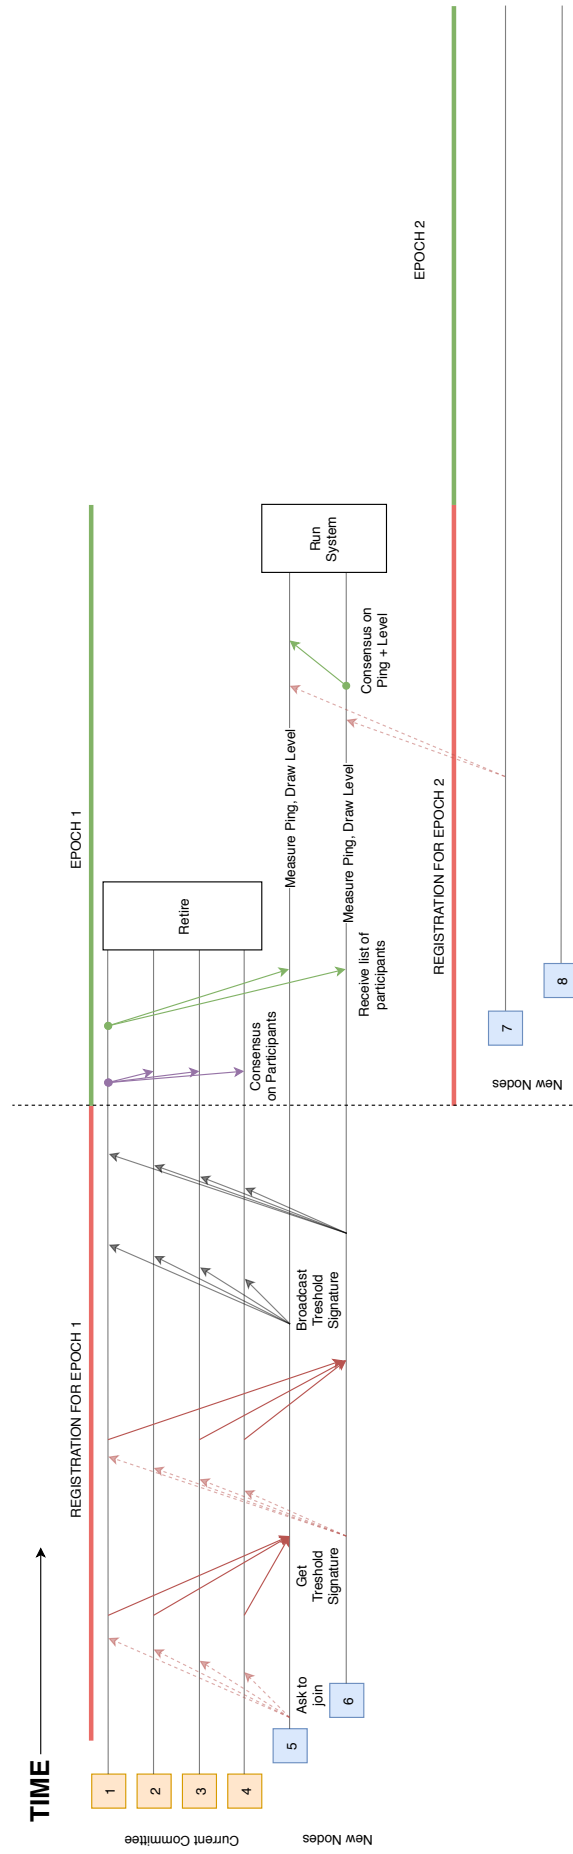 TIME
REGISTRATION FOR EPOCH 1
EPOCH 1
Current Committee
1
2
3
4
New Nodes
5
6
Ask to
join
Get
Treshold
Signature
Broadcast
Treshold
Signature
Consensus
on Participants
Retire
Receive list of
participants
Measure Ping, Draw Level
Measure Ping, Draw Level
Consensus on
Ping + Level
Run
System
REGISTRATION FOR EPOCH 2
EPOCH 2
New Nodes
7
8